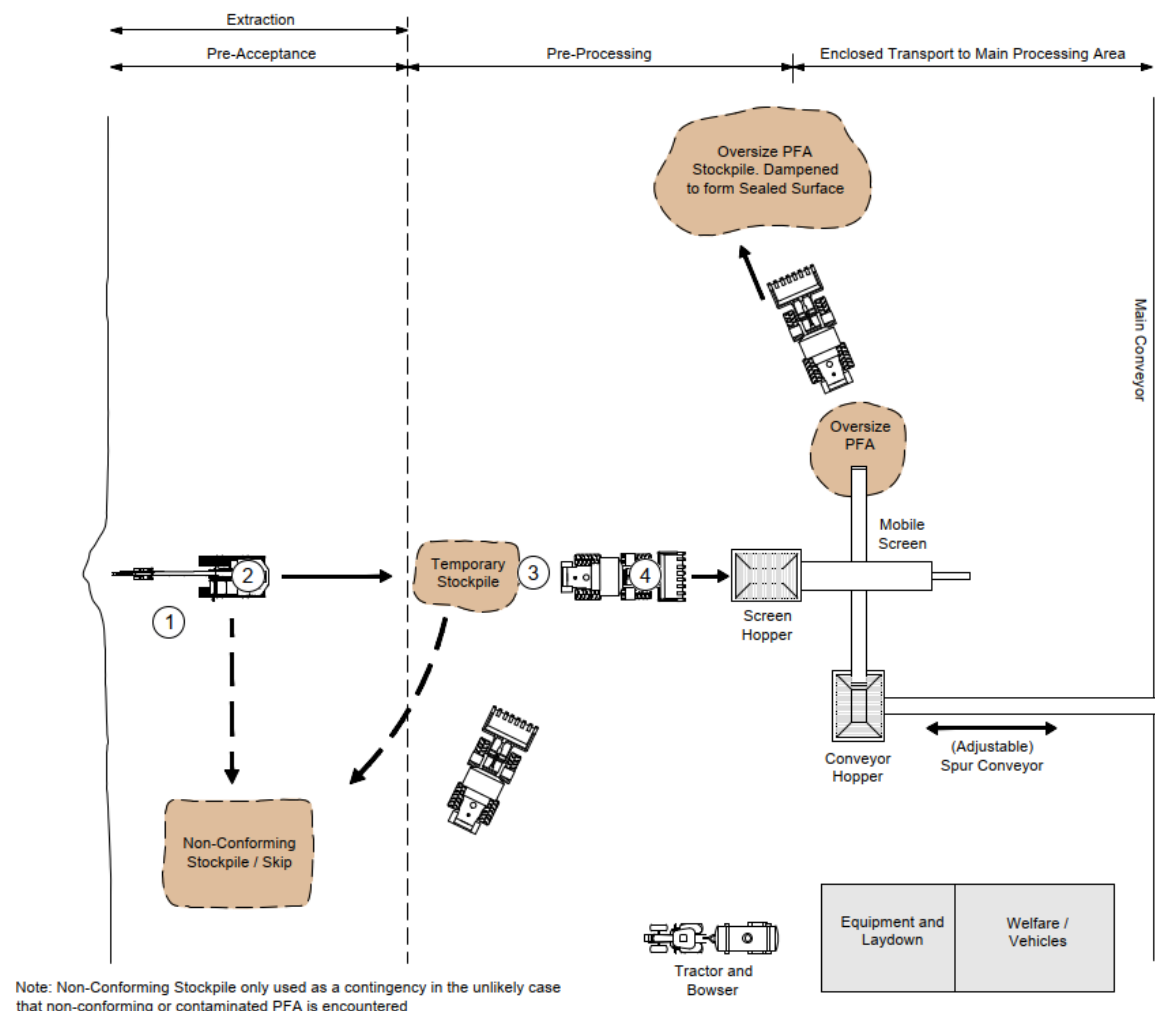 Extraction
Pre-Acceptance
Pre-Processing
Enclosed Transport to Main Processing Area
Oversize PFA
Stockpile. Dampened
to form Sealed Surface
Main Conveyor
Oversize
PFA
Mobile
Screen
2
Temporary
Stockpile
3
4
1
Screen
Hopper
(Adjustable)
Spur Conveyor
Conveyor
Hopper
Non-Conforming
Stockpile / Skip
Equipment and
Laydown
Welfare /
Vehicles
Tractor and
Bowser
Note: Non-Conforming Stockpile only used as a contingency in the unlikely case
that non-conforming or contaminated PFA is encountered